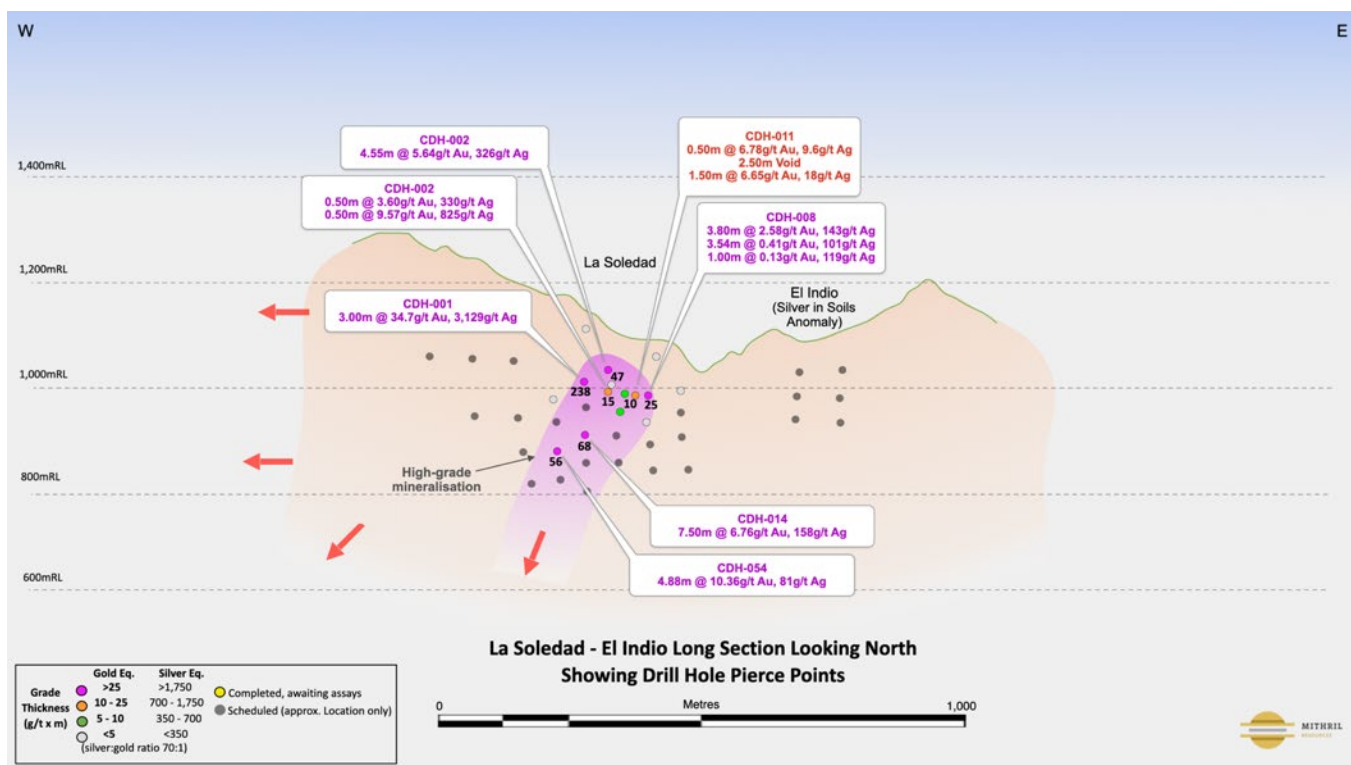 W
E
CDH-002
4.55m @ 5.64g/t Au, 326g/t Ag
CDH-011
0.50m @ 6.78g/t Au, 9.6g/t Ag
2.50m Void
1.50m @ 6.65g/t Au, 18g/t Ag
1,400mRL
CDH-002
0.50m @ 3.60g/t Au, 330g/t Ag
0.50m @ 9.57g/t Au, 825g/t Ag
CDH-008
3.80m @ 2.58g/t Au, 143g/t Ag
3.54m @ 0.41g/t Au, 101g/t Ag
1.00m @ 0.13g/t Au, 119g/t Ag
La Soledad
1,200mRL
El Indio
(Silver in Soils
Anomaly)
CDH-001
3.00m @ 34.7g/t Au, 3,129g/t Ag
1,000mRL
47
238
15
10
25
68
56
High-grade
mineralisation
800mRL
CDH-014
7.50m @ 6.76g/t Au, 158g/t Ag
CDH-054
4.88m @ 10.36g/t Au, 81g/t Ag
600mRL
La Soledad - El Indio Long Section Looking North
Showing Drill Hole Pierce Points
Gold Eq. Silver Eq.
Grade
Thickness
(g/t x m)
>25 >1,750
10 - 25 700 - 1,750
5 - 10 350 - 700
<5 <350
(silver:gold ratio 70:1)
Completed, awaiting assays
Scheduled (approx. Location only)
0 Metres 1,000
MITHRIL
RESOURCES